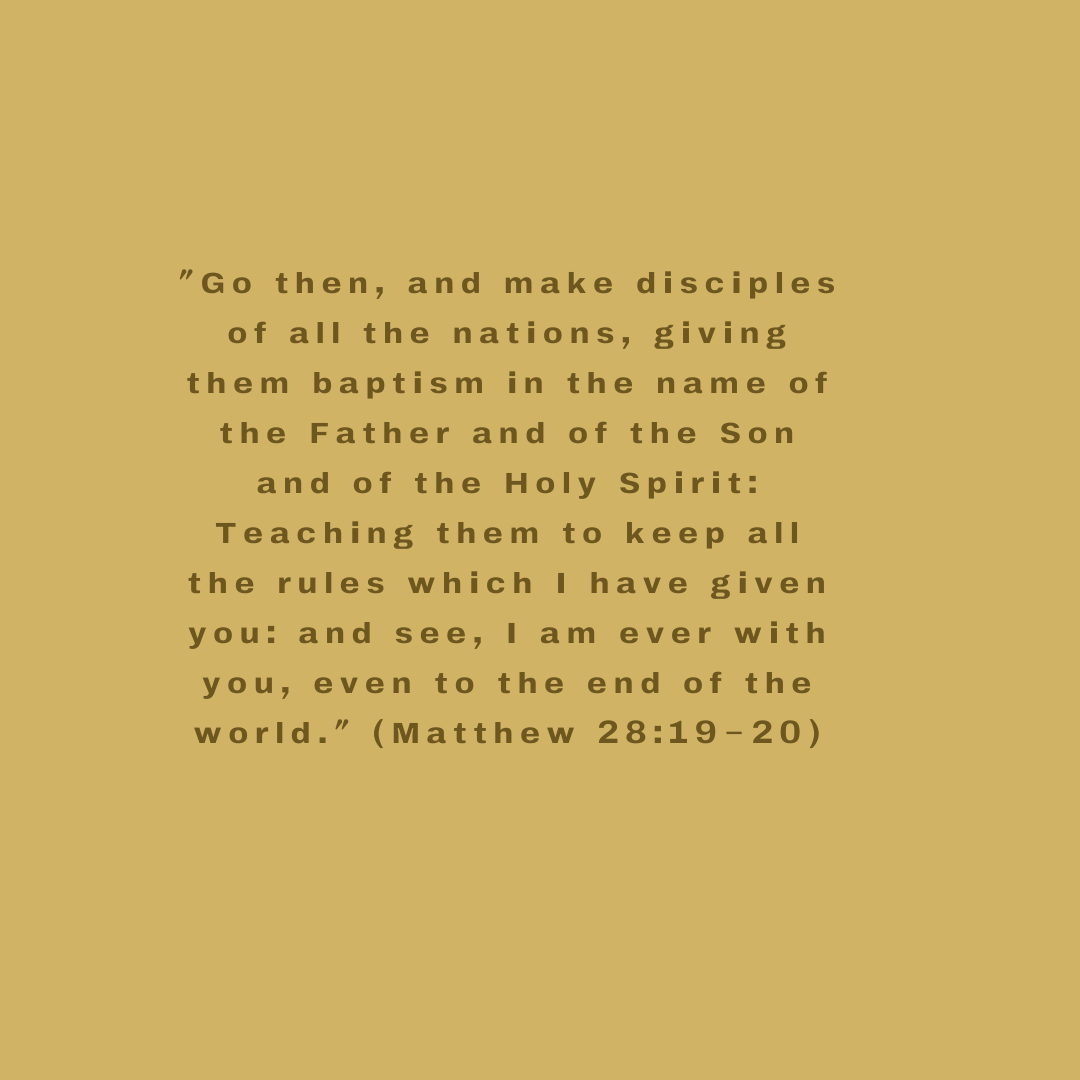 "Go then, and make disciples
of all the nations, giving
them baptism in the name of
the Father and of the Son
and of the Holy Spirit:
Teaching them to keep all
the rules which I have given
you: and see, I am ever with
you, even to the end of the
world." (Matthew 28:19–20)